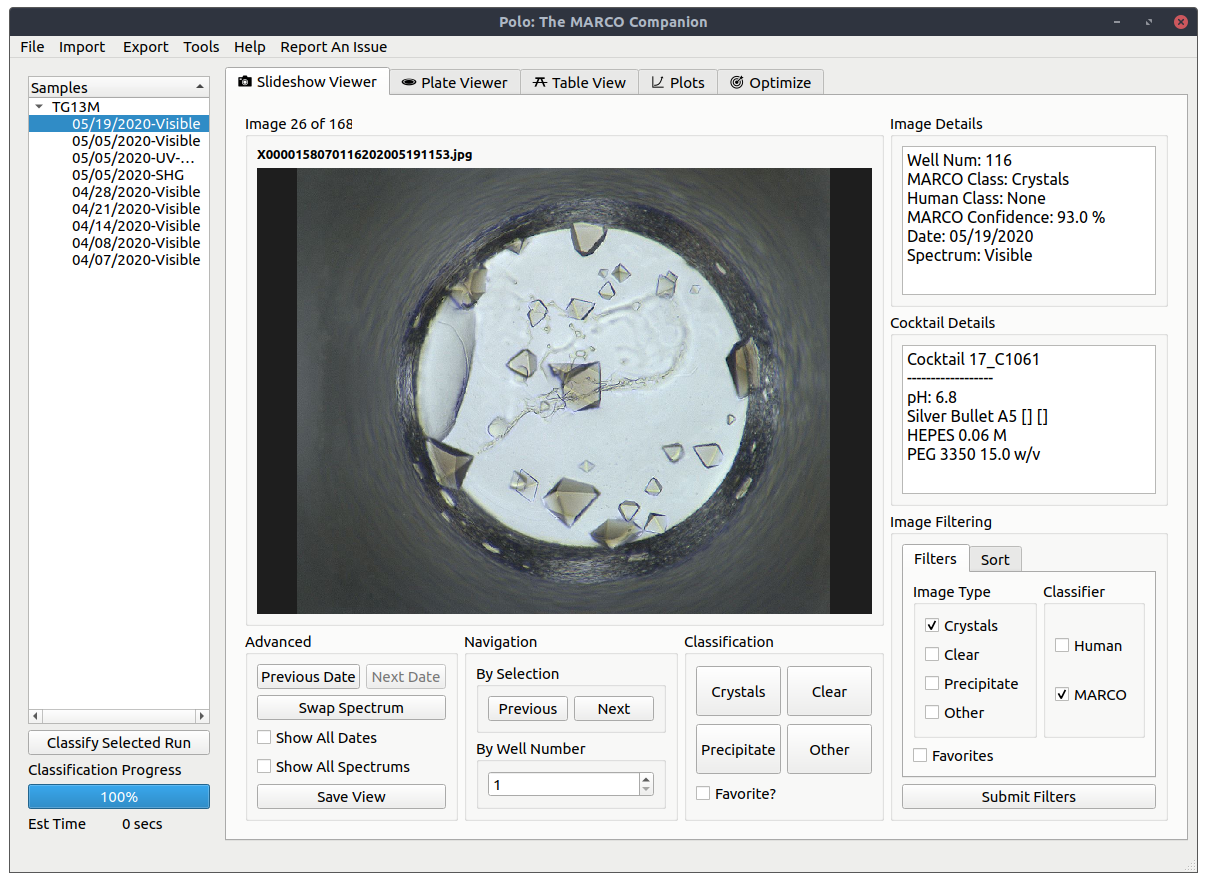 Polo: The MARCO Companion
File Import Export Tools Help Report An Issue
Samples
TG13M
05/19/2020-Visible
05/05/2020-Visible
05/05/2020-UV-...
05/05/2020-SHG
04/28/2020-Visible
04/21/2020-Visible
04/14/2020-Visible
04/08/2020-Visible
04/07/2020-Visible
Classify Selected Run
Classification Progress
100%
Est Time 0 secs
Slideshow Viewer Plate Viewer Table View Plots Optimize
Image 26 of 168
X0000158070116202005191153.jpg
Advanced
Previous Date Next Date
Swap Spectrum
Show All Dates
Show All Spectrums
Save View
Navigation
By Selection
Previous Next
By Well Number
1
Classification
Crystals Clear
Precipitate Other
Favorite?
Image Details
Well Num: 116
MARCO Class: Crystals
Human Class: None
MARCO Confidence: 93.0 %
Date: 05/19/2020
Spectrum: Visible
Cocktail Details
Cocktail 17_C1061
------------------
pH: 6.8
Silver Bullet A5 [] []
HEPES 0.06 M
PEG 3350 15.0 w/v
Image Filtering
Filters Sort
Image Type
Crystals
Clear
Precipitate
Other
Classifier
Human
MARCO
Favorites
Submit Filters